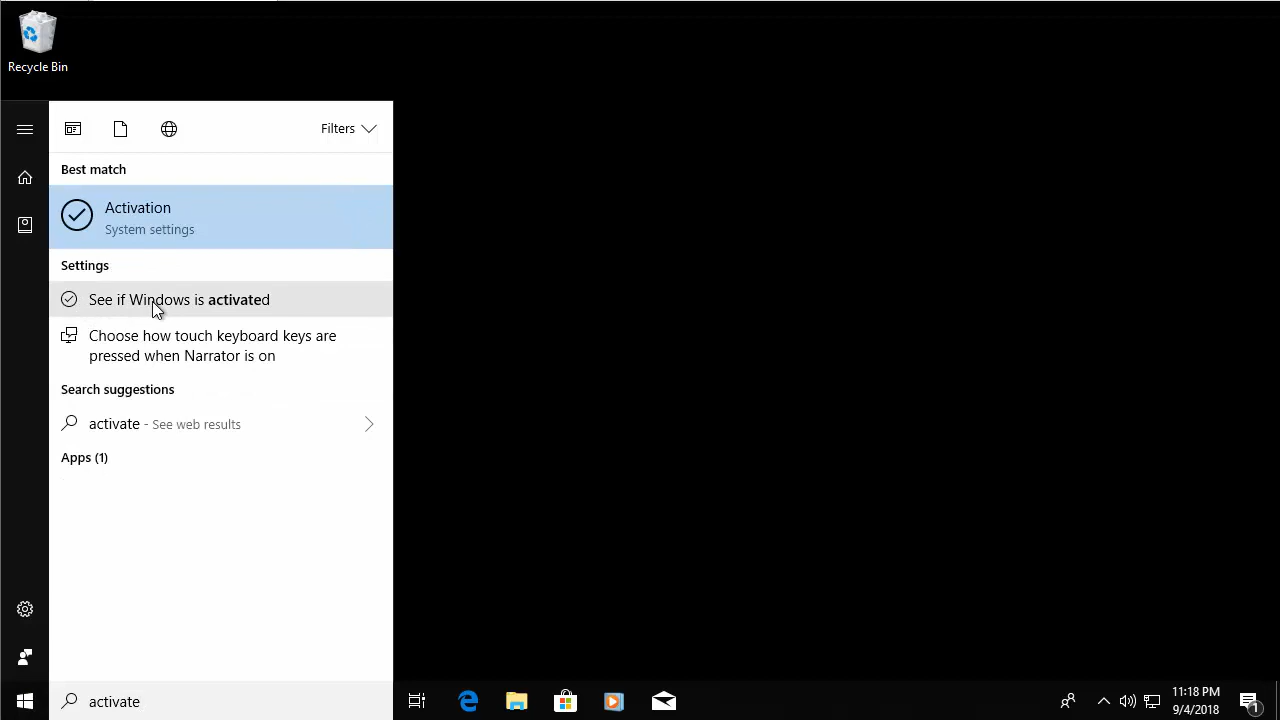 Recycle Bin
Filters
Best match
Activation
System settings
Settings
See if Windows is activated
Choose how touch keyboard keys are
pressed when Narrator is on
Search suggestions
activate - See web results
Apps (1)
activate
11:18 PM
9/4/2018
1